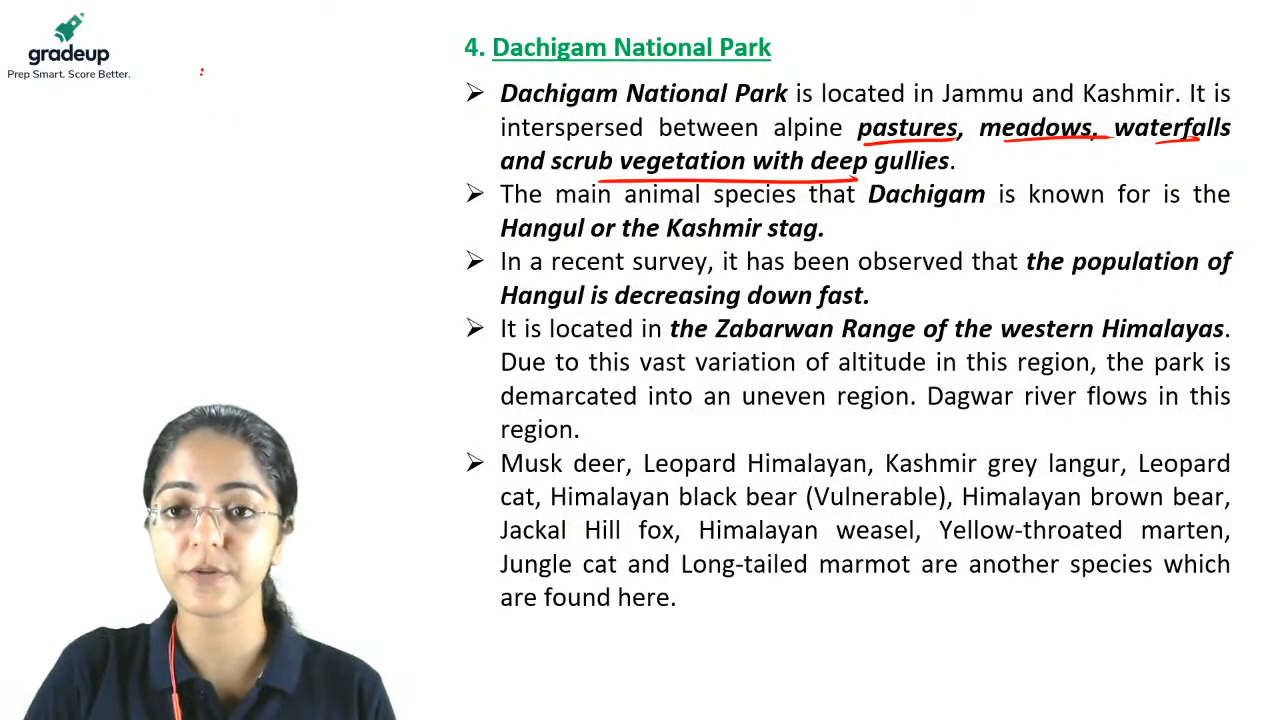 gradeup
Prep Smart. Score Better.
4. Dachigam National Park
➢ Dachigam National Park is located in Jammu and Kashmir. It is
interspersed between alpine pastures, meadows, waterfalls
and scrub vegetation with deep gullies.
➢ The main animal species that Dachigam is known for is the
Hangul or the Kashmir stag.
➢ In a recent survey, it has been observed that the population of
Hangul is decreasing down fast.
➢ It is located in the Zabarwan Range of the western Himalayas.
Due to this vast variation of altitude in this region, the park is
demarcated into an uneven region. Dagwar river flows in this
region.
➢ Musk deer, Leopard Himalayan, Kashmir grey langur, Leopard
cat, Himalayan black bear (Vulnerable), Himalayan brown bear,
Jackal Hill fox, Himalayan weasel, Yellow-throated marten,
Jungle cat and Long-tailed marmot are another species which
are found here.